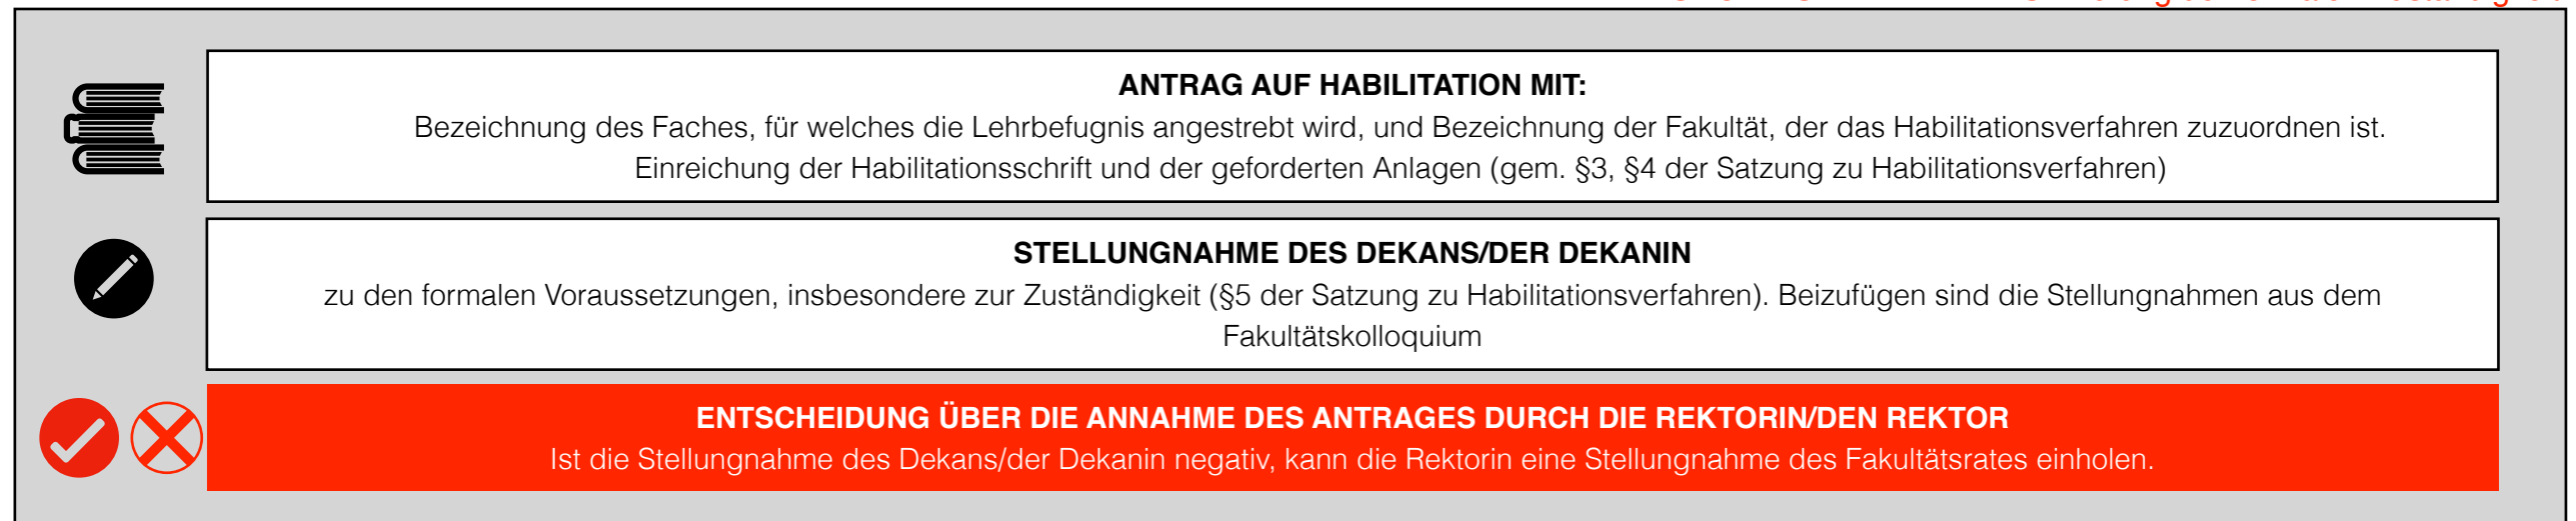 ANTRAG AUF HABILITATION MIT:
Bezeichnung des Faches, für welches die Lehrbefugnis angestrebt wird, und Bezeichnung der Fakultät, der das Habilitationsverfahren zuzuordnen ist.
Einreichung der Habilitationsschrift und der geforderten Anlagen (gem. §3, §4 der Satzung zu Habilitationsverfahren)
STELLUNGNAHME DES DEKANS/DER DEKANIN
zu den formalen Voraussetzungen, insbesondere zur Zuständigkeit (§5 der Satzung zu Habilitationsverfahren). Beizufügen sind die Stellungnahmen aus dem
Fakultätskolloquium
ENTSCHEIDUNG ÜBER DIE ANNAHME DES ANTRAGES DURCH DIE REKTORIN/DEN REKTOR
Ist die Stellungnahme des Dekans/der Dekanin negativ, kann die Rektorin eine Stellungnahme des Fakultätsrates einholen.